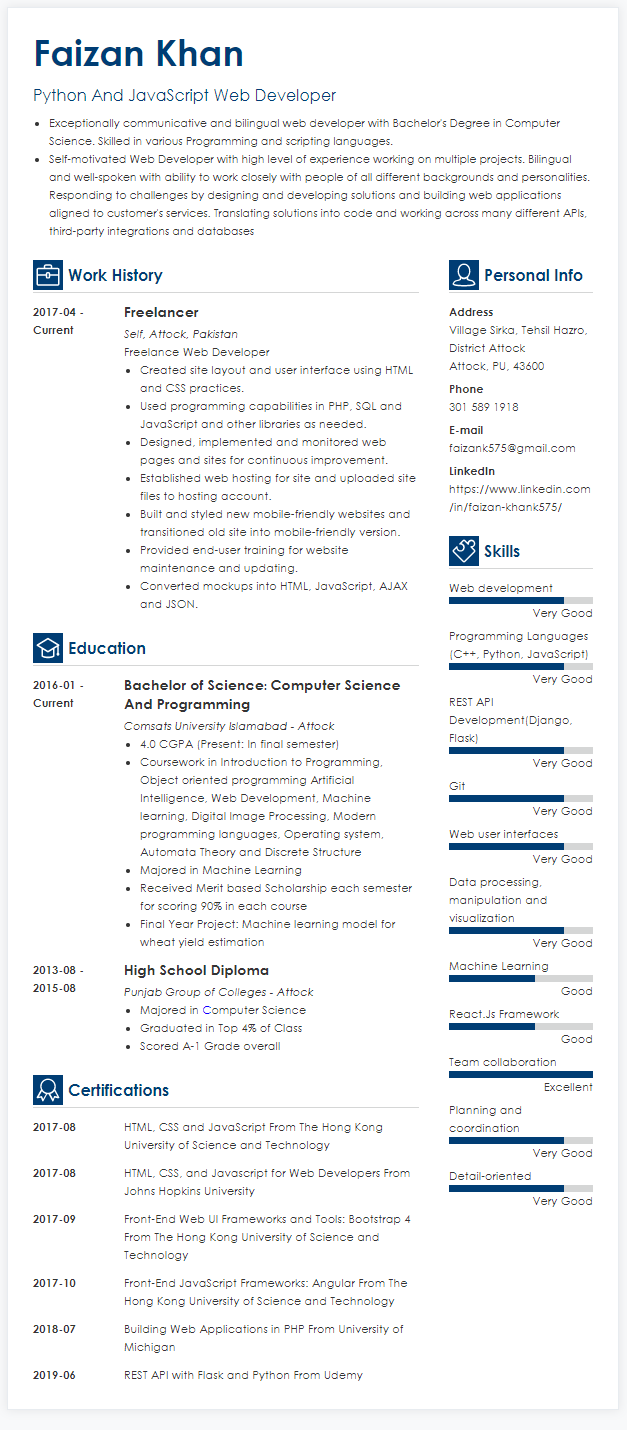 Faizan Khan
Python And JavaScript Web Developer
• Exceptionally communicative and bilingual web developer with Bachelor's Degree in Computer
Science. Skilled in various Programming and scripting languages.
• Self-motivated Web Developer with high level of experience working on multiple projects. Bilingual
and well-spoken with ability to work closely with people of all different backgrounds and personalities.
Responding to challenges by designing and developing solutions and building web applications
aligned to customer's services. Translating solutions into code and working across many different APIs,
third-party integrations and databases
Work History
2017-04 -
Current
Freelancer
Self, Attock, Pakistan
Freelance Web Developer
• Created site layout and user interface using HTML
and CSS practices.
• Used programming capabilities in PHP, SQL and
JavaScript and other libraries as needed.
• Designed, implemented and monitored web
pages and sites for continuous improvement.
• Established web hosting for site and uploaded site
files to hosting account.
• Built and styled new mobile-friendly websites and
transitioned old site into mobile-friendly version.
• Provided end-user training for website
maintenance and updating.
• Converted mockups into HTML, JavaScript, AJAX
and JSON.
Education
2016-01 -
Current
Bachelor of Science: Computer Science
And Programming
Comsats University Islamabad - Attock
• 4.0 CGPA (Present: In final semester)
• Coursework in Introduction to Programming,
Object oriented programming Artificial
Intelligence, Web Development, Machine
learning, Digital Image Processing, Modern
programming languages, Operating system,
Automata Theory and Discrete Structure
• Majored in Machine Learning
• Received Merit based Scholarship each semester
for scoring 90% in each course
• Final Year Project: Machine learning model for
wheat yield estimation
2013-08 -
2015-08
High School Diploma
Punjab Group of Colleges - Attock
• Majored in Computer Science
• Graduated in Top 4% of Class
• Scored A-1 Grade overall
Certifications
2017-08
HTML, CSS and JavaScript From The Hong Kong
University of Science and Technology
2017-08
HTML, CSS, and Javascript for Web Developers From
Johns Hopkins University
2017-09
Front-End Web UI Frameworks and Tools: Bootstrap 4
From The Hong Kong University of Science and
Technology
2017-10
Front-End JavaScript Frameworks: Angular From The
Hong Kong University of Science and Technology
2018-07
Building Web Applications in PHP From University of
Michigan
2019-06
REST API with Flask and Python From Udemy
Personal Info
Address
Village Sirka, Tehsil Hazro,
District Attock
Attock, PU, 43600
Phone
301 589 1918
E-mail
faizank575@gmail.com
LinkedIn
https://www.linkedin.com
/in/faizan-khank575/
Skills
Web development
Very Good
Programming Languages
(C++, Python, JavaScript)
Very Good
REST API
Development(Django,
Flask)
Very Good
Git
Very Good
Web user interfaces
Very Good
Data processing,
manipulation and
visualization
Very Good
Machine Learning
Good
React.Js Framework
Good
Team collaboration
Excellent
Planning and
coordination
Very Good
Detail-oriented
Very Good